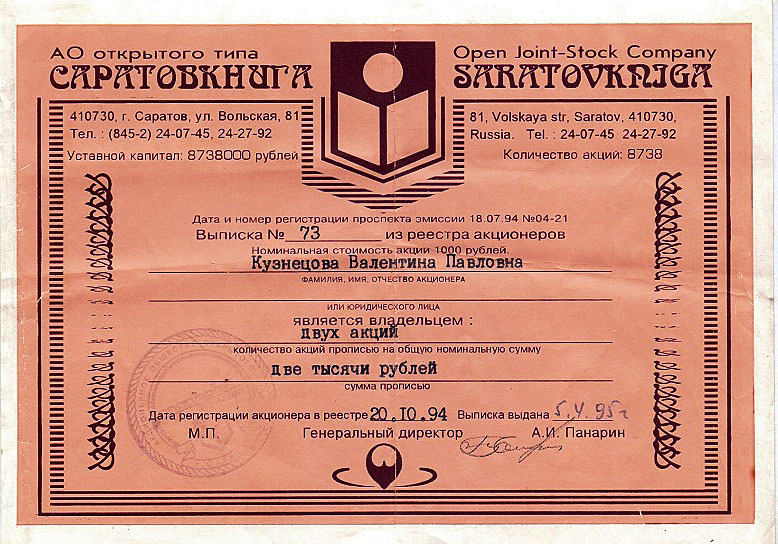 АО открытого типа
САРАТОВКНИГА
Open Joint-Stock Company
SARATOVKNIGA
410730, г. Саратов, ул. Вольская, 81
Тел. : (845-2) 24-07-45, 24-27-92
Уставной капитал: 8738000 рублей
81, Volskaya str, Saratov, 410730,
Russia. Tel. : 24-07-45 24-27-92
Количество акций: 8738
Дата и номер регистрации проспекта эмиссии 18.07.94 №04-21
Выписка № 73 из реестра акционеров
Номинальная стоимость акции 1000 рублей.
Кузнецова Валентина Павловна
ФАМИЛИЯ, ИМЯ, ОТЧЕСТВО АКЦИОНЕРА
ИЛИ ЮРИДИЧЕСКОГО ЛИЦА
является владельцем :
двух акций
количество акций прописью на общую номинальную сумму
две тысячи рублей
сумма прописью
Дата регистрации акционера в реестре 20.10.94 Выписка выдана 5.V.95г
М.П. Генеральный директор А.И. Панарин